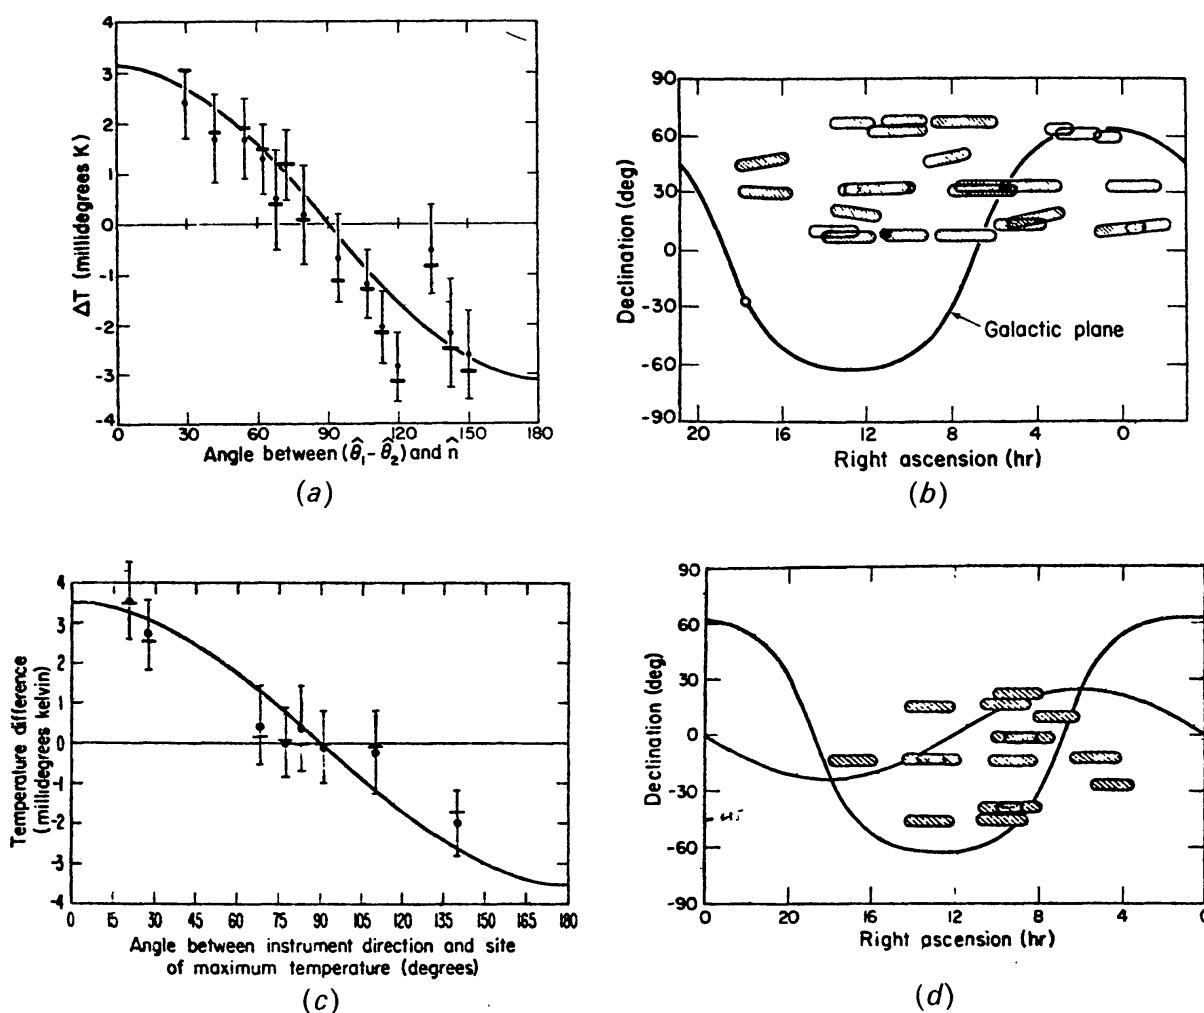 4
3
2
1
0
-1
-2
-3
-4
ΔT (millidegrees K)
0 30 60 90 120 150 180
Angle between (θ̂₁-θ̂₂) and n̂
(a)
90
60
30
0
-30
-60
-90
Declination (deg)
Galactic plane
20 16 12 8 4 0
Right ascension (hr)
(b)
4
3
2
1
0
-1
-2
-3
-4
Temperature difference
(millidegrees kelvin)
0 15 30 45 60 75 90 105 120 135 150 165 180
Angle between instrument direction and site
of maximum temperature (degrees)
(c)
90
60
30
0
-30
-60
-90
Declination (deg)
0 20 16 12 8 4 0
Right ascension (hr)
(d)